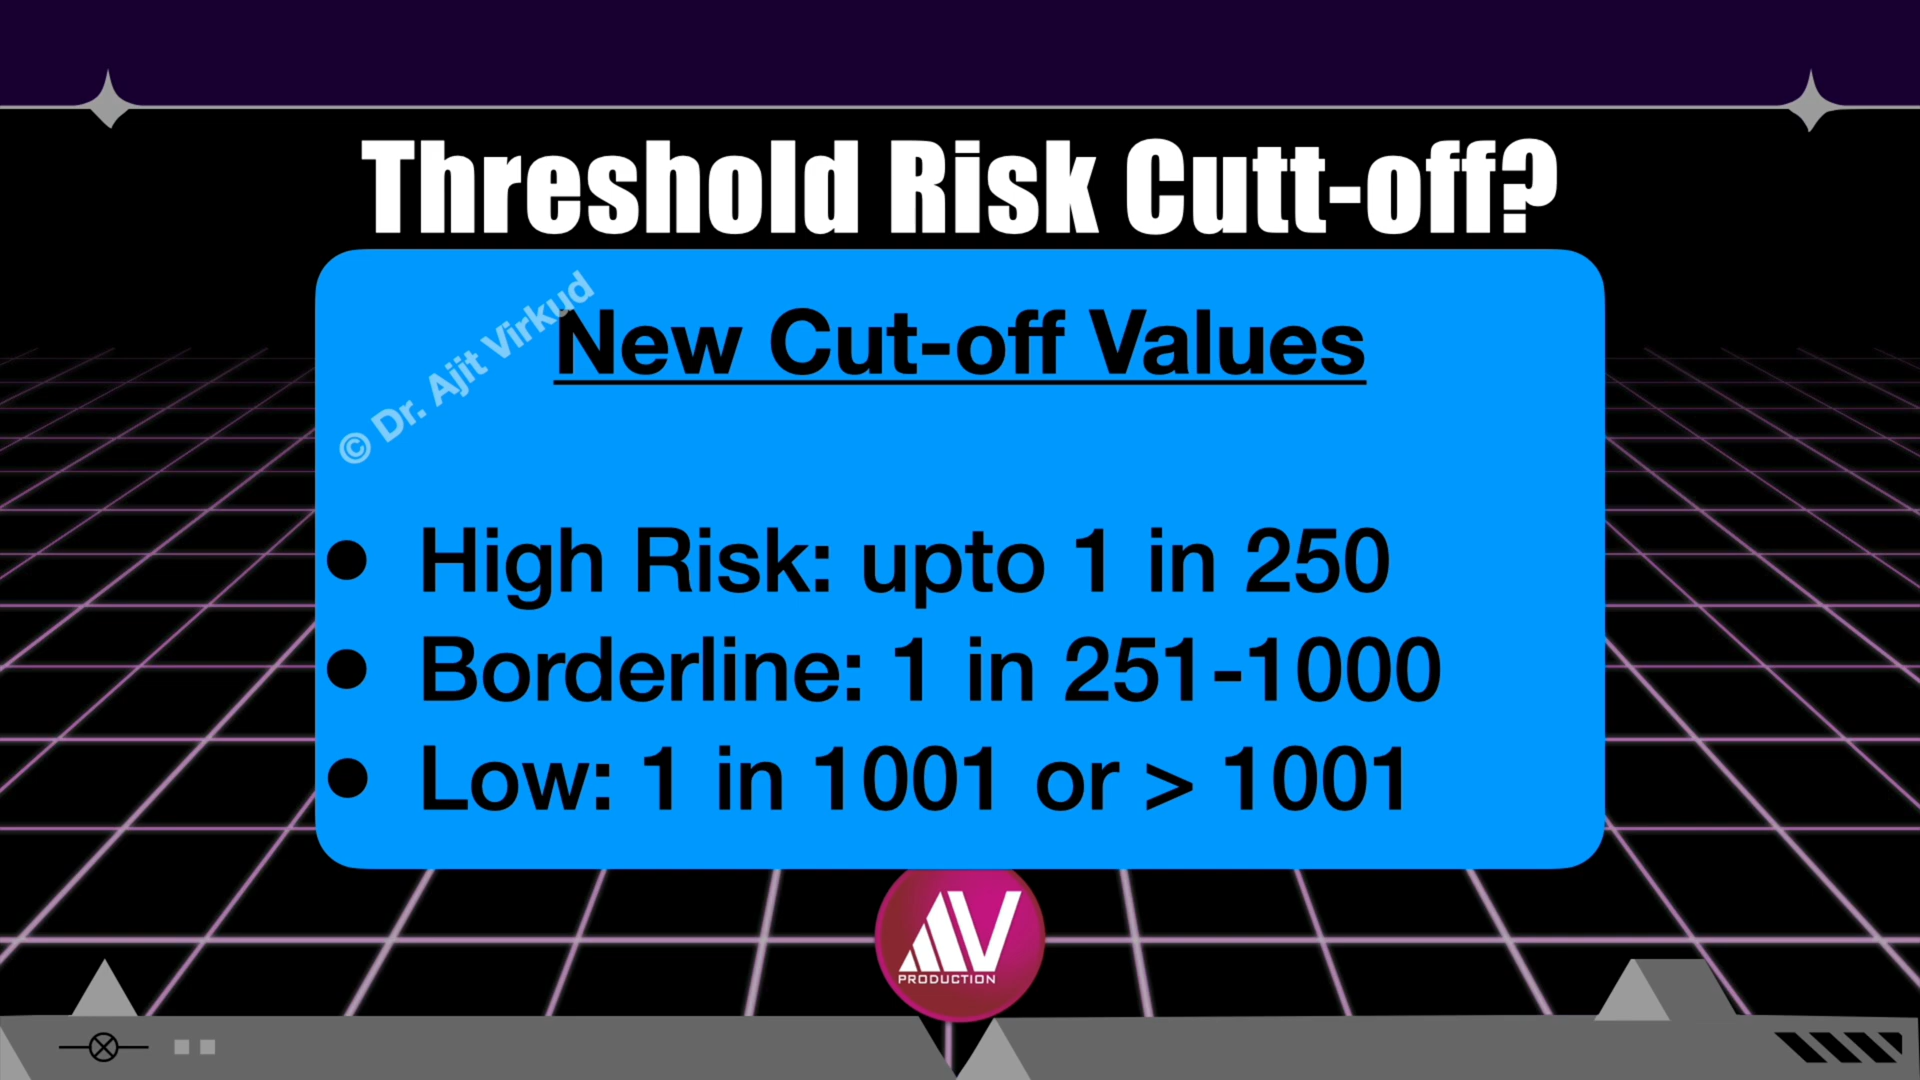 Threshold Risk Cutt-off?
© Dr. Ajit Virkud
New Cut-off Values
• High Risk: upto 1 in 250
• Borderline: 1 in 251-1000
• Low: 1 in 1001 or > 1001
AV
PRODUCTION